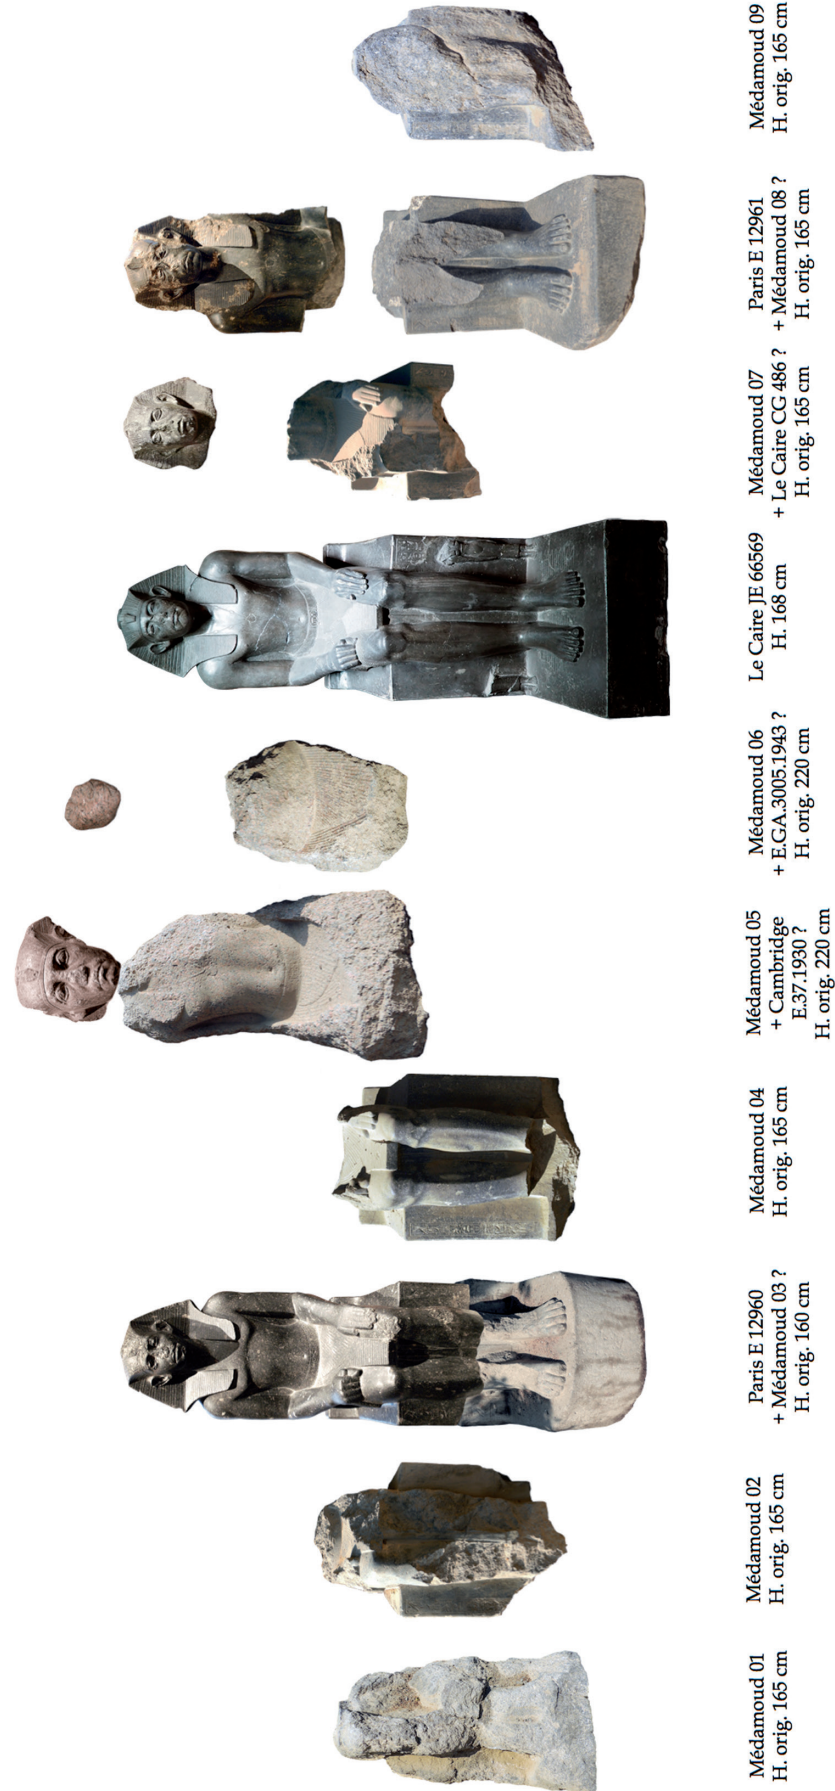 Médamoud 01
H. orig. 165 cm
Médamoud 02
H. orig. 165 cm
Paris E 12960
+ Médamoud 03 ?
H. orig. 160 cm
Médamoud 04
H. orig. 165 cm
Médamoud 05
+ Cambridge
E.37.1930 ?
H. orig. 220 cm
Médamoud 06
+ E.GA.3005.1943 ?
H. orig. 220 cm
Le Caire JE 66569
H. 168 cm
Médamoud 07
+ Le Caire CG 486 ?
H. orig. 165 cm
Paris E 12961
+ Médamoud 08 ?
H. orig. 165 cm
Médamoud 09
H. orig. 165 cm